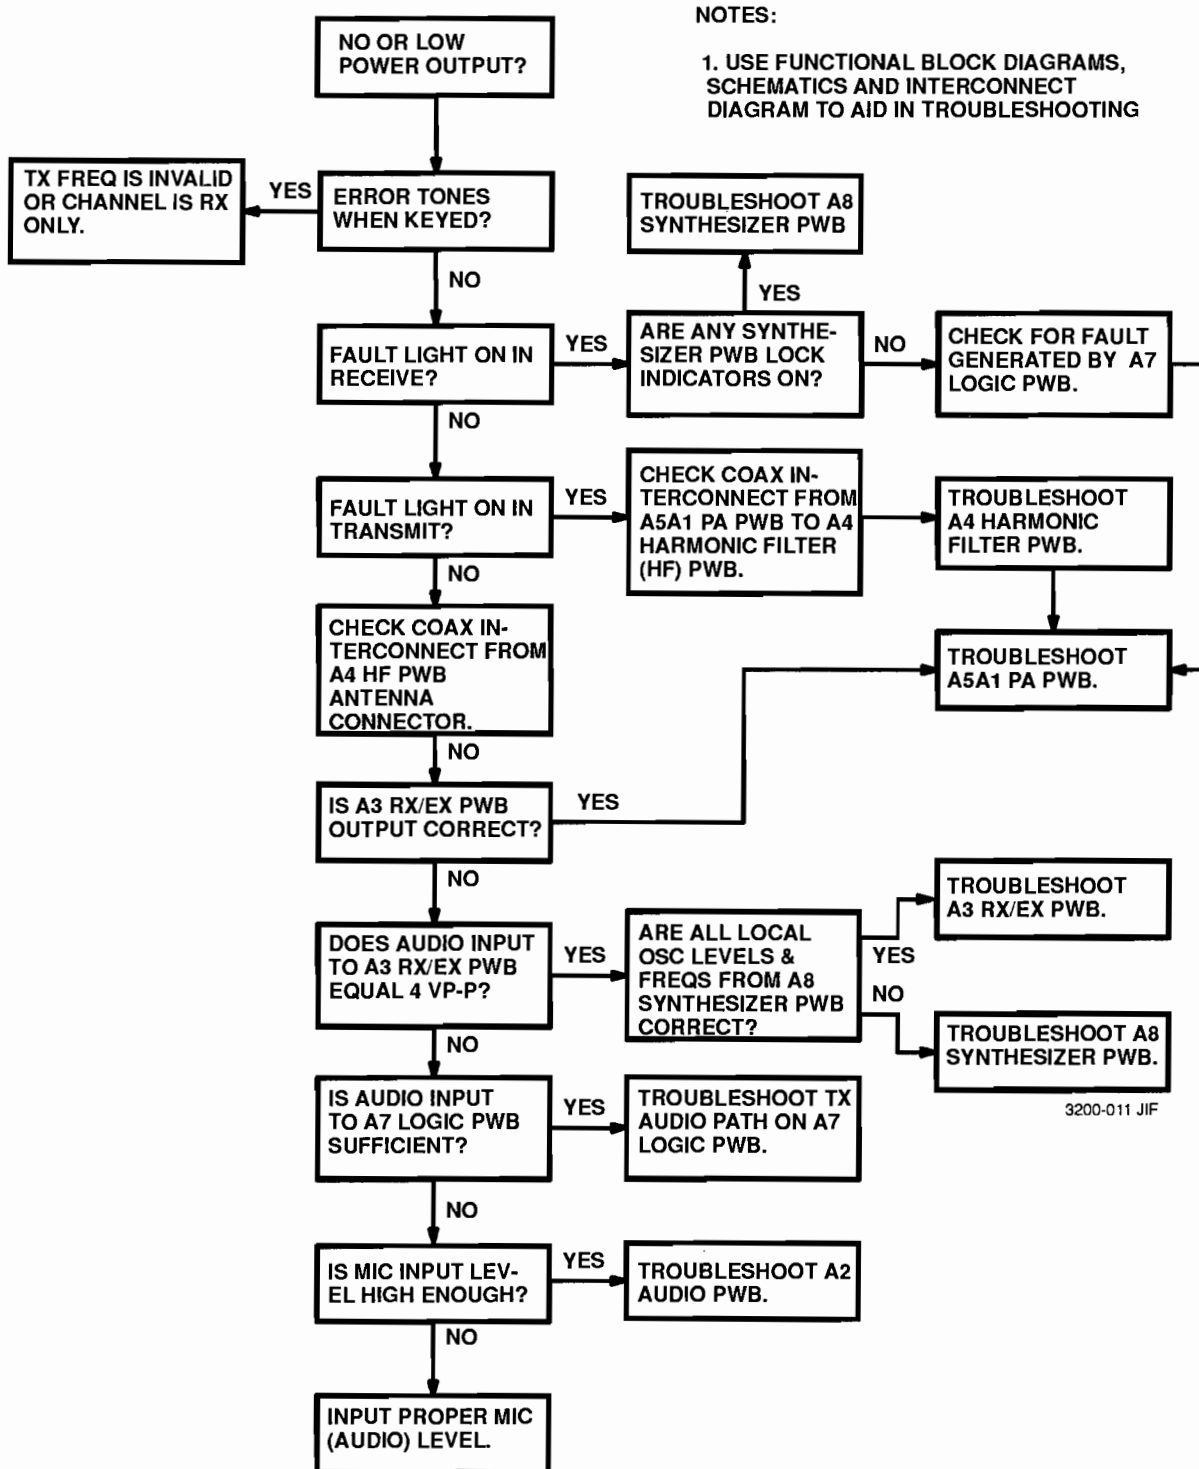 NOTES:
1. USE FUNCTIONAL BLOCK DIAGRAMS,
SCHEMATICS AND INTERCONNECT
DIAGRAM TO AID IN TROUBLESHOOTING
NO OR LOW
POWER OUTPUT?
ERROR TONES
WHEN KEYED?
YES
TX FREQ IS INVALID
OR CHANNEL IS RX
ONLY.
NO
FAULT LIGHT ON IN
RECEIVE?
YES
ARE ANY SYNTHE-
SIZER PWB LOCK
INDICATORS ON?
YES
TROUBLESHOOT A8
SYNTHESIZER PWB
NO
CHECK FOR FAULT
GENERATED BY A7
LOGIC PWB.
NO
FAULT LIGHT ON IN
TRANSMIT?
YES
CHECK COAX IN-
TERCONNECT FROM
A5A1 PA PWB TO A4
HARMONIC FILTER
(HF) PWB.
TROUBLESHOOT
A4 HARMONIC
FILTER PWB.
TROUBLESHOOT
A5A1 PA PWB.
NO
CHECK COAX IN-
TERCONNECT FROM
A4 HF PWB
ANTENNA
CONNECTOR.
NO
IS A3 RX/EX PWB
OUTPUT CORRECT?
YES
NO
DOES AUDIO INPUT
TO A3 RX/EX PWB
EQUAL 4 VP-P?
YES
ARE ALL LOCAL
OSC LEVELS &
FREQS FROM A8
SYNTHESIZER PWB
CORRECT?
YES
TROUBLESHOOT
A3 RX/EX PWB.
NO
TROUBLESHOOT A8
SYNTHESIZER PWB.
3200-011 JIF
NO
IS AUDIO INPUT
TO A7 LOGIC PWB
SUFFICIENT?
YES
TROUBLESHOOT TX
AUDIO PATH ON A7
LOGIC PWB.
NO
IS MIC INPUT LEV-
EL HIGH ENOUGH?
YES
TROUBLESHOOT A2
AUDIO PWB.
NO
INPUT PROPER MIC
(AUDIO) LEVEL.